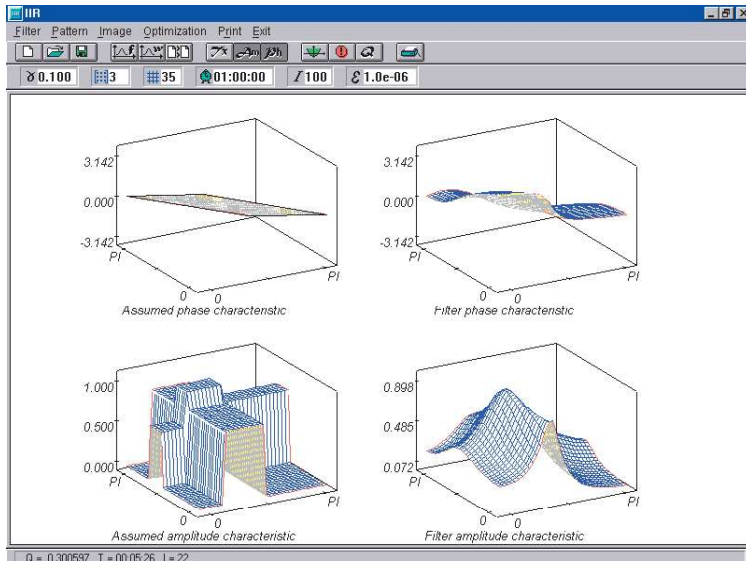 IIR
Filter Pattern Image Optimization Print Exit
f w Am ph Q
γ 0.100 3 35 01:00:00 I 100 ε 1.0e-06
3.142
0.000
-3.142
PI
0
0
PI
Assumed phase characteristic
3.142
0.000
-3.142
PI
0
0
PI
Filter phase characteristic
1.000
0.500
0.000
PI
0
0
PI
Assumed amplitude characteristic
0.898
0.485
0.072
PI
0
0
PI
Filter amplitude characteristic
Q = 0.300597 T = 00:05:26 I = 22